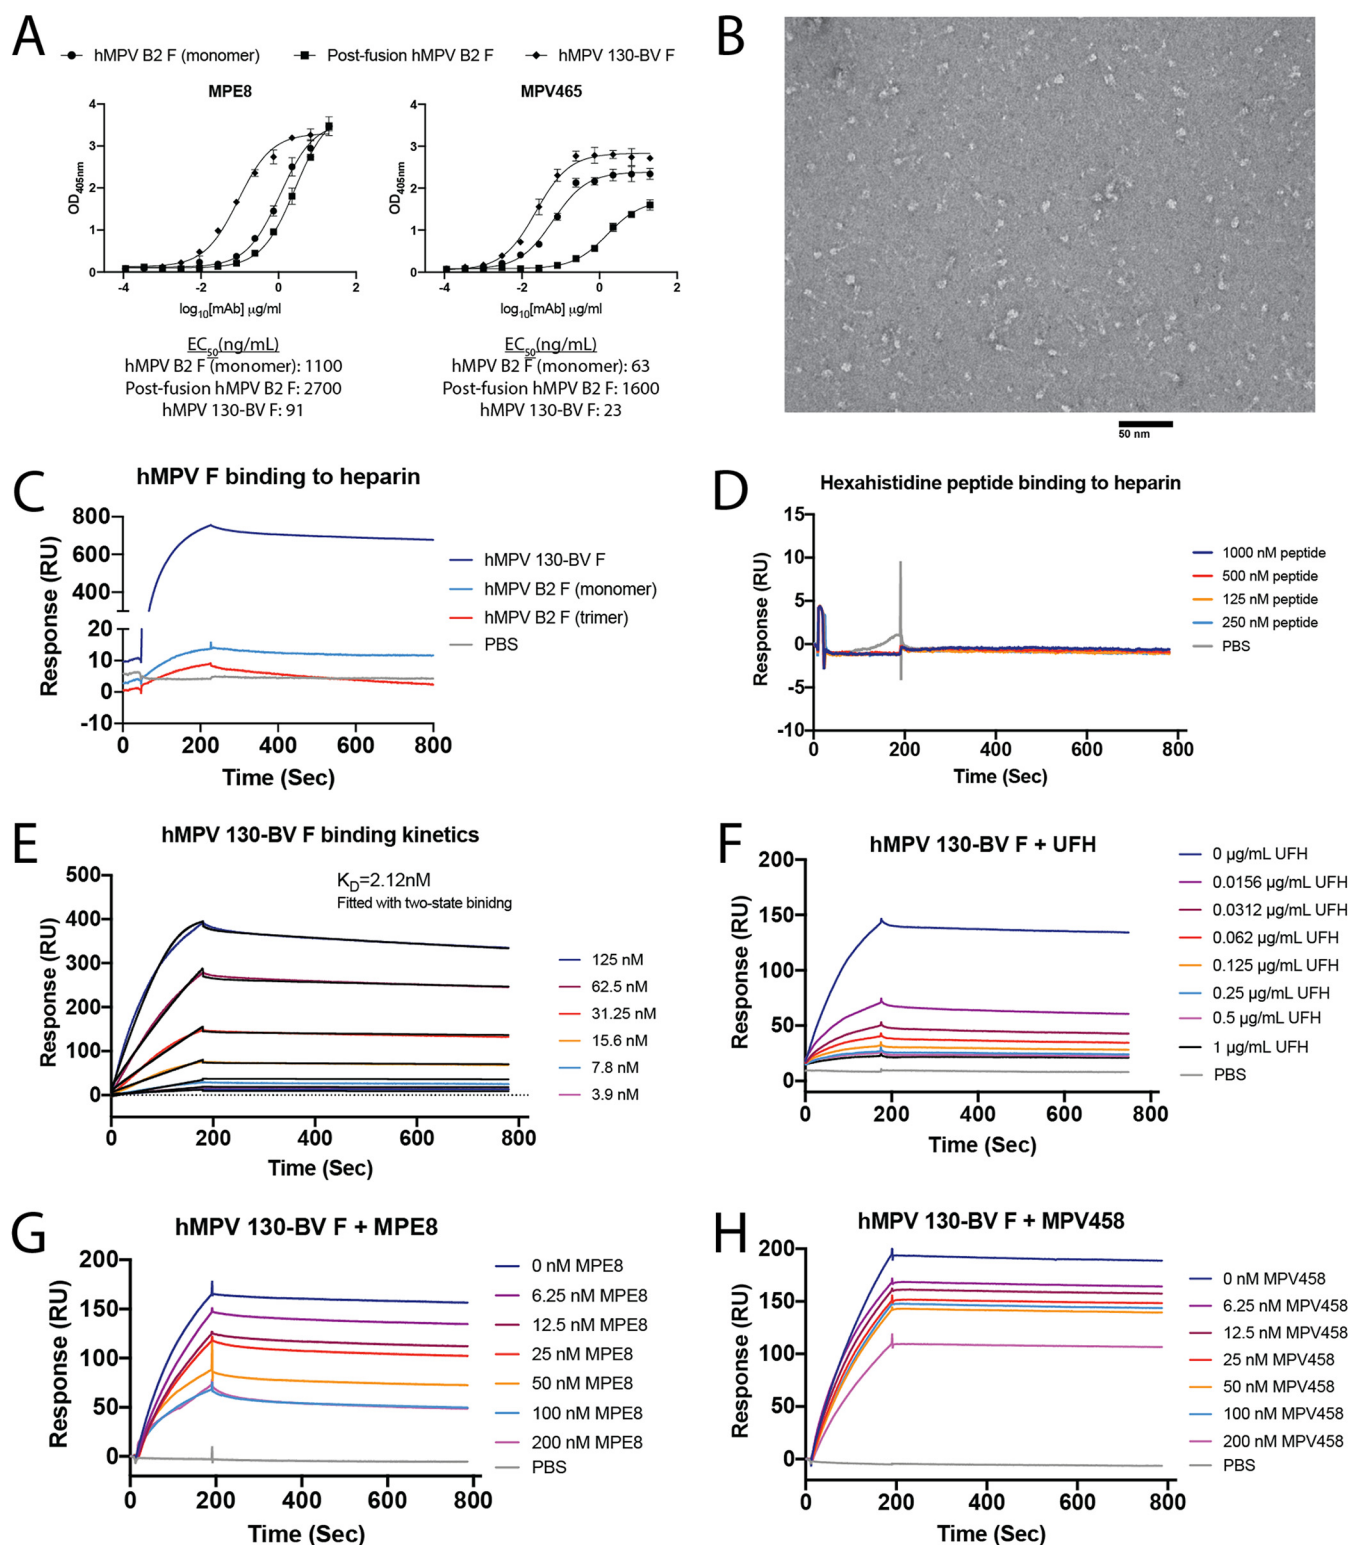 A
hMPV B2 F (monomer)
Post-fusion hMPV B2 F
hMPV 130-BV F
MPE8
4
3
2
1
0
OD405nm
-4
-2
0
2
log10[mAb] µg/ml
EC50(ng/mL)
hMPV B2 F (monomer): 1100
Post-fusion hMPV B2 F: 2700
hMPV 130-BV F: 91
MPV465
4
3
2
1
0
OD405nm
-4
-2
0
2
log10[mAb] µg/ml
EC50(ng/mL)
hMPV B2 F (monomer): 63
Post-fusion hMPV B2 F: 1600
hMPV 130-BV F: 23
B
50 nm
C
hMPV F binding to heparin
800
600
400
20
10
0
-10
Response (RU)
0
200
400
600
800
Time (Sec)
hMPV 130-BV F
hMPV B2 F (monomer)
hMPV B2 F (trimer)
PBS
D
Hexahistidine peptide binding to heparin
15
10
5
0
-5
-10
Response (RU)
0
200
400
600
800
Time (Sec)
1000 nM peptide
500 nM peptide
125 nM peptide
250 nM peptide
PBS
E
hMPV 130-BV F binding kinetics
KD=2.12nM
Fitted with two-state binidng
500
400
300
200
100
0
Response (RU)
0
200
400
600
800
Time (Sec)
125 nM
62.5 nM
31.25 nM
15.6 nM
7.8 nM
3.9 nM
F
hMPV 130-BV F + UFH
200
150
100
50
0
Response (RU)
0
200
400
600
800
Time (Sec)
0 µg/mL UFH
0.0156 µg/mL UFH
0.0312 µg/mL UFH
0.062 µg/mL UFH
0.125 µg/mL UFH
0.25 µg/mL UFH
0.5 µg/mL UFH
1 µg/mL UFH
PBS
G
hMPV 130-BV F + MPE8
200
150
100
50
0
Response (RU)
0
200
400
600
800
Time (Sec)
0 nM MPE8
6.25 nM MPE8
12.5 nM MPE8
25 nM MPE8
50 nM MPE8
100 nM MPE8
200 nM MPE8
PBS
H
hMPV 130-BV F + MPV458
200
150
100
50
0
Response (RU)
0
200
400
600
800
Time (Sec)
0 nM MPV458
6.25 nM MPV458
12.5 nM MPV458
25 nM MPV458
50 nM MPV458
100 nM MPV458
200 nM MPV458
PBS